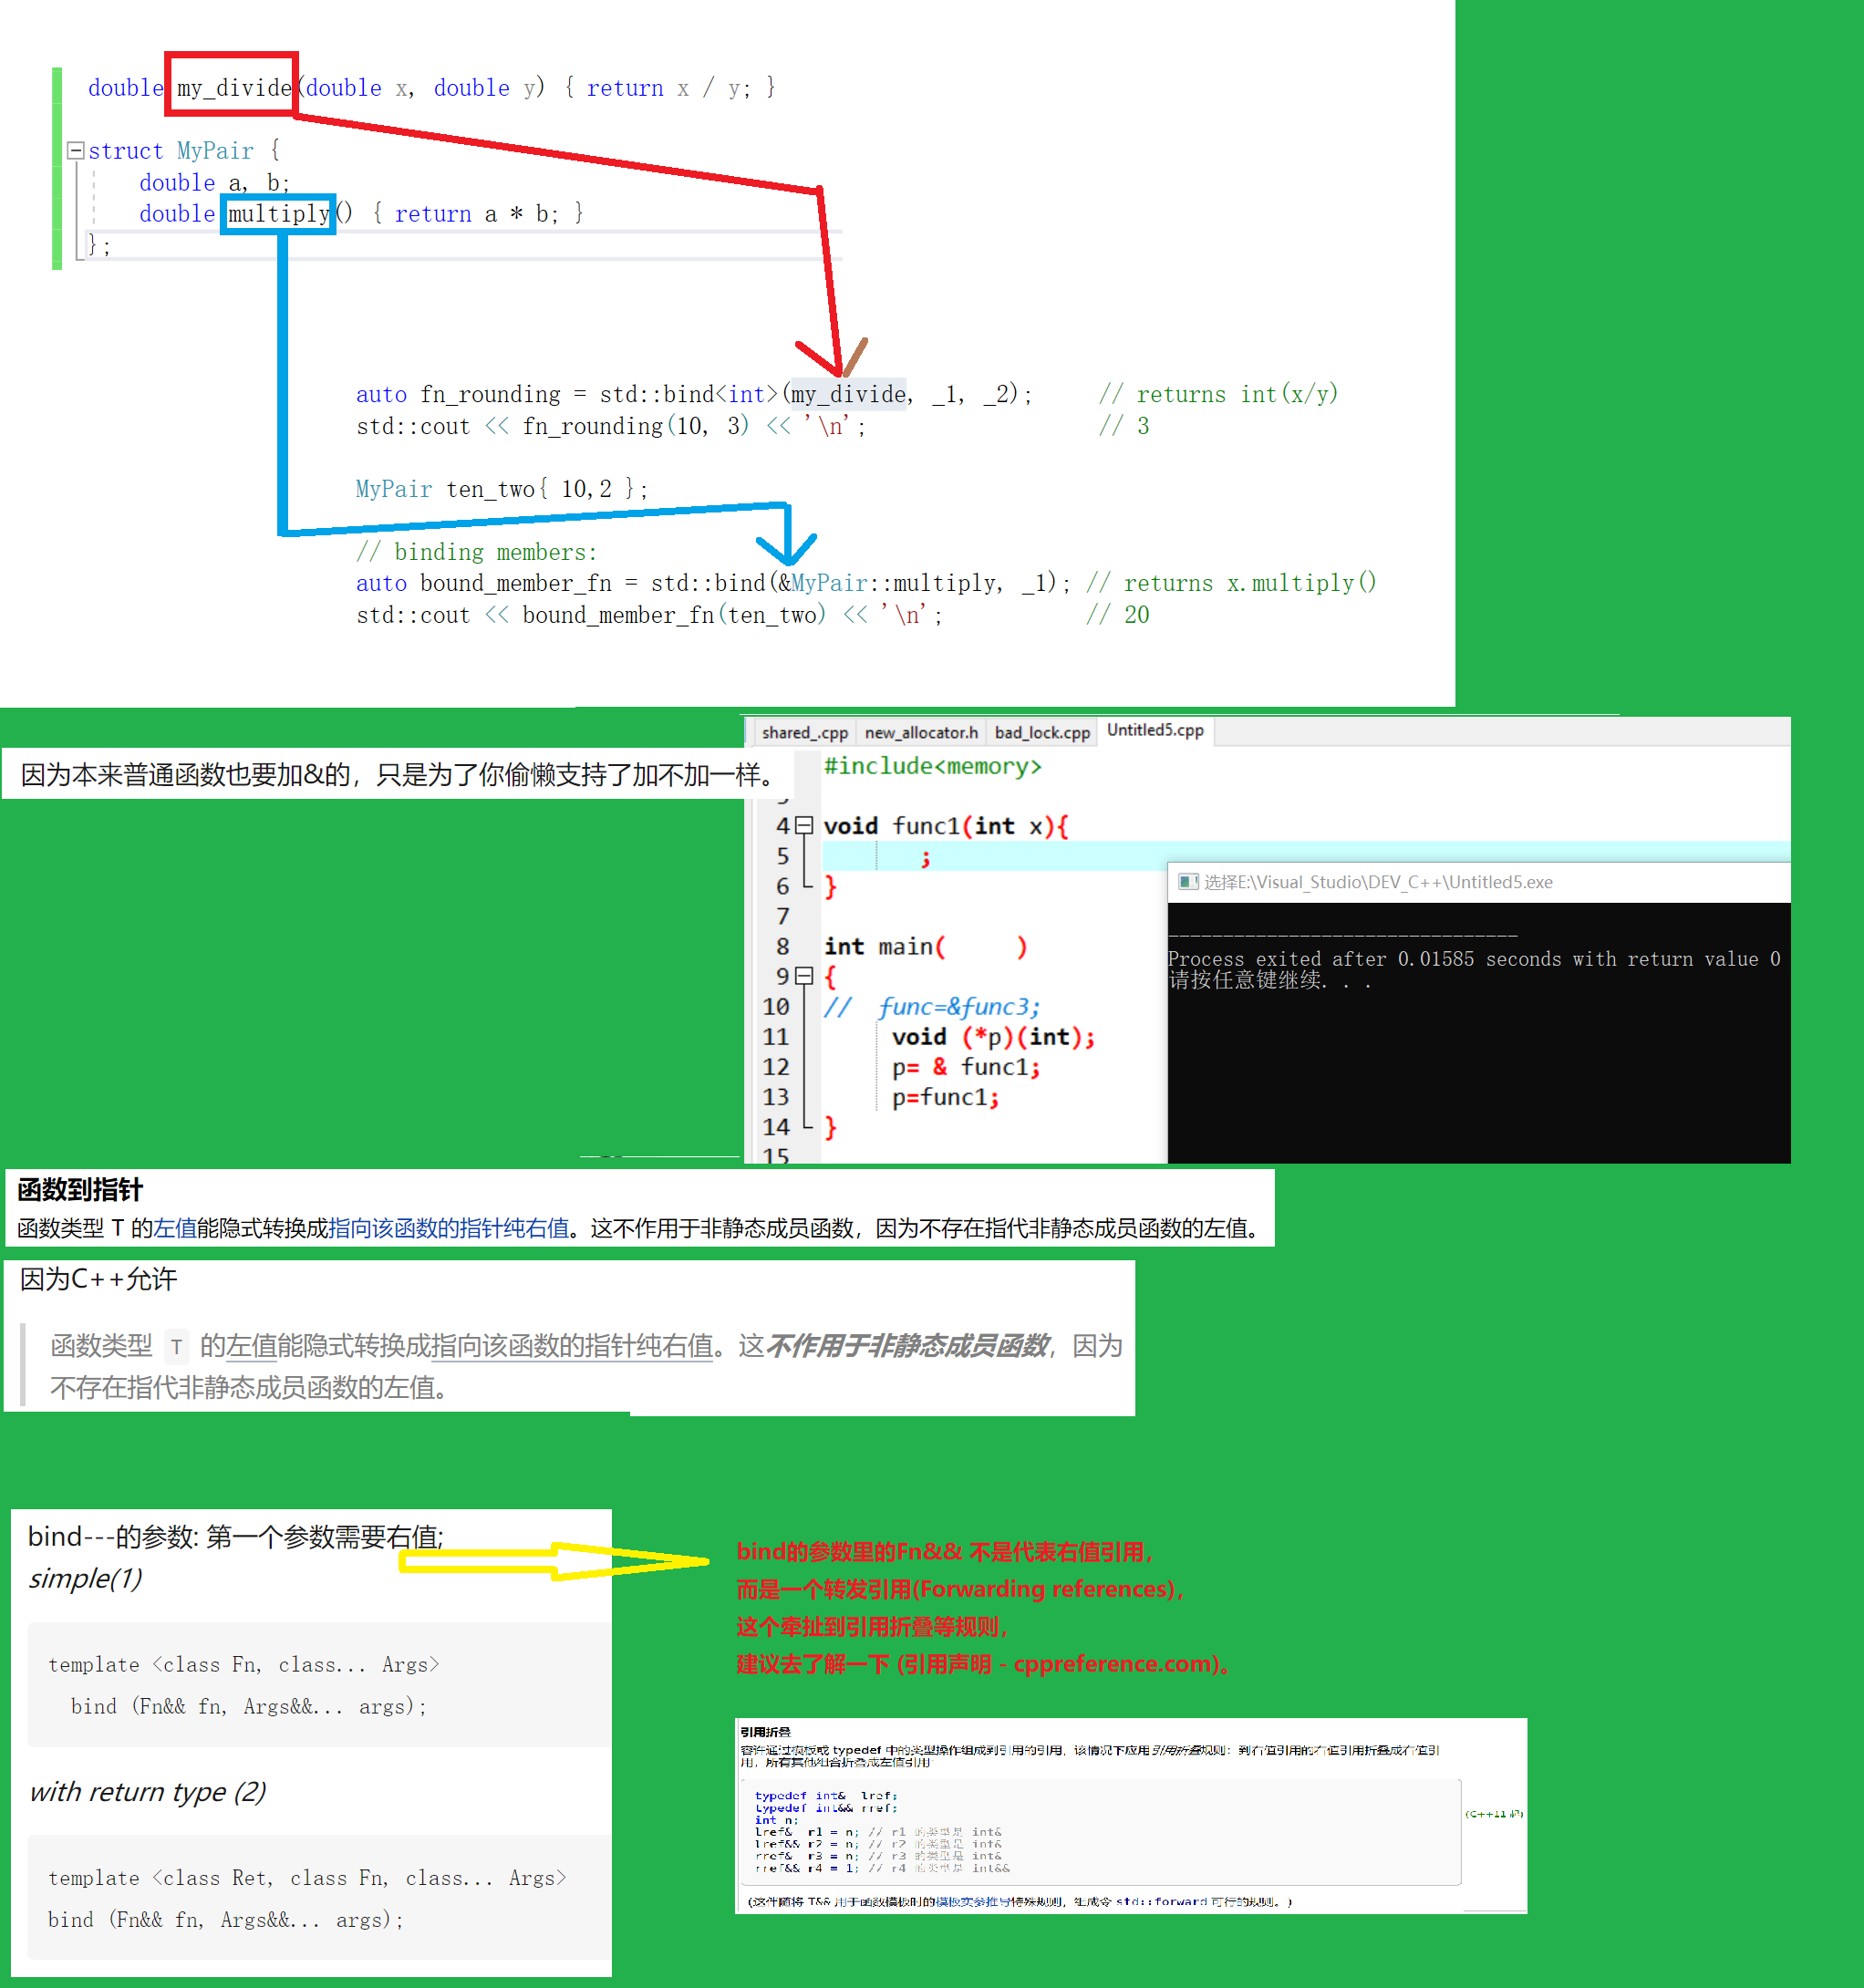 double my_divide(double x, double y) { return x / y; }
struct MyPair {
double a, b;
double multiply() { return a * b; }
};
auto fn_rounding = std::bind<int>(my_divide, _1, _2); // returns int(x/y)
std::cout << fn_rounding(10, 3) << '\n'; // 3
MyPair ten_two{ 10,2 };
// binding members:
auto bound_member_fn = std::bind(&MyPair::multiply, _1); // returns x.multiply()
std::cout << bound_member_fn(ten_two) << '\n'; // 20
shared_.cpp new_allocator.h bad_lock.cpp Untitled5.cpp
因为本来普通函数也要加&的，只是为了你偷懒支持了加不加一样。
#include<memory>
4 void func1(int x){
5 ;
6 }
7
8 int main( )
9 {
10 // func=&func3;
11 void (*p)(int);
12 p= & func1;
13 p=func1;
14 }
15
选择E:\Visual_Studio\DEV_C++\Untitled5.exe
--------------------------------
Process exited after 0.01585 seconds with return value 0
请按任意键继续. . .
函数到指针
函数类型 T 的左值能隐式转换成指向该函数的指针纯右值。这不作用于非静态成员函数，因为不存在指代非静态成员函数的左值。
因为C++允许
函数类型 T 的左值能隐式转换成指向该函数的指针纯右值。这不作用于非静态成员函数，因为
不存在指代非静态成员函数的左值。
bind---的参数: 第一个参数需要右值;
simple(1)
template <class Fn, class... Args>
bind (Fn&& fn, Args&&... args);
with return type (2)
template <class Ret, class Fn, class... Args>
bind (Fn&& fn, Args&&... args);
bind的参数里的Fn&& 不是代表右值引用，
而是一个转发引用(Forwarding references)，
这个牵扯到引用折叠等规则，
建议去了解一下 (引用声明 - cppreference.com)。
引用折叠
容许通过模板或 typedef 中的类型操作组成到引用的引用，该情况下应用引用折叠规则：到右值引用的右值引用折叠成右值引
用，所有其他组合折叠成左值引用：
typedef int& lref;
typedef int&& rref;
int n;
lref& r1 = n; // r1 的类型是 int&
lref&& r2 = n; // r2 的类型是 int&
rref& r3 = n; // r3 的类型是 int&
rref&& r4 = 1; // r4 的类型是 int&&
(C++11 起)
(这伴随将 T&& 用于函数模板时的模板实参推导特殊规则，组成令 std::forward 可行的规则。)